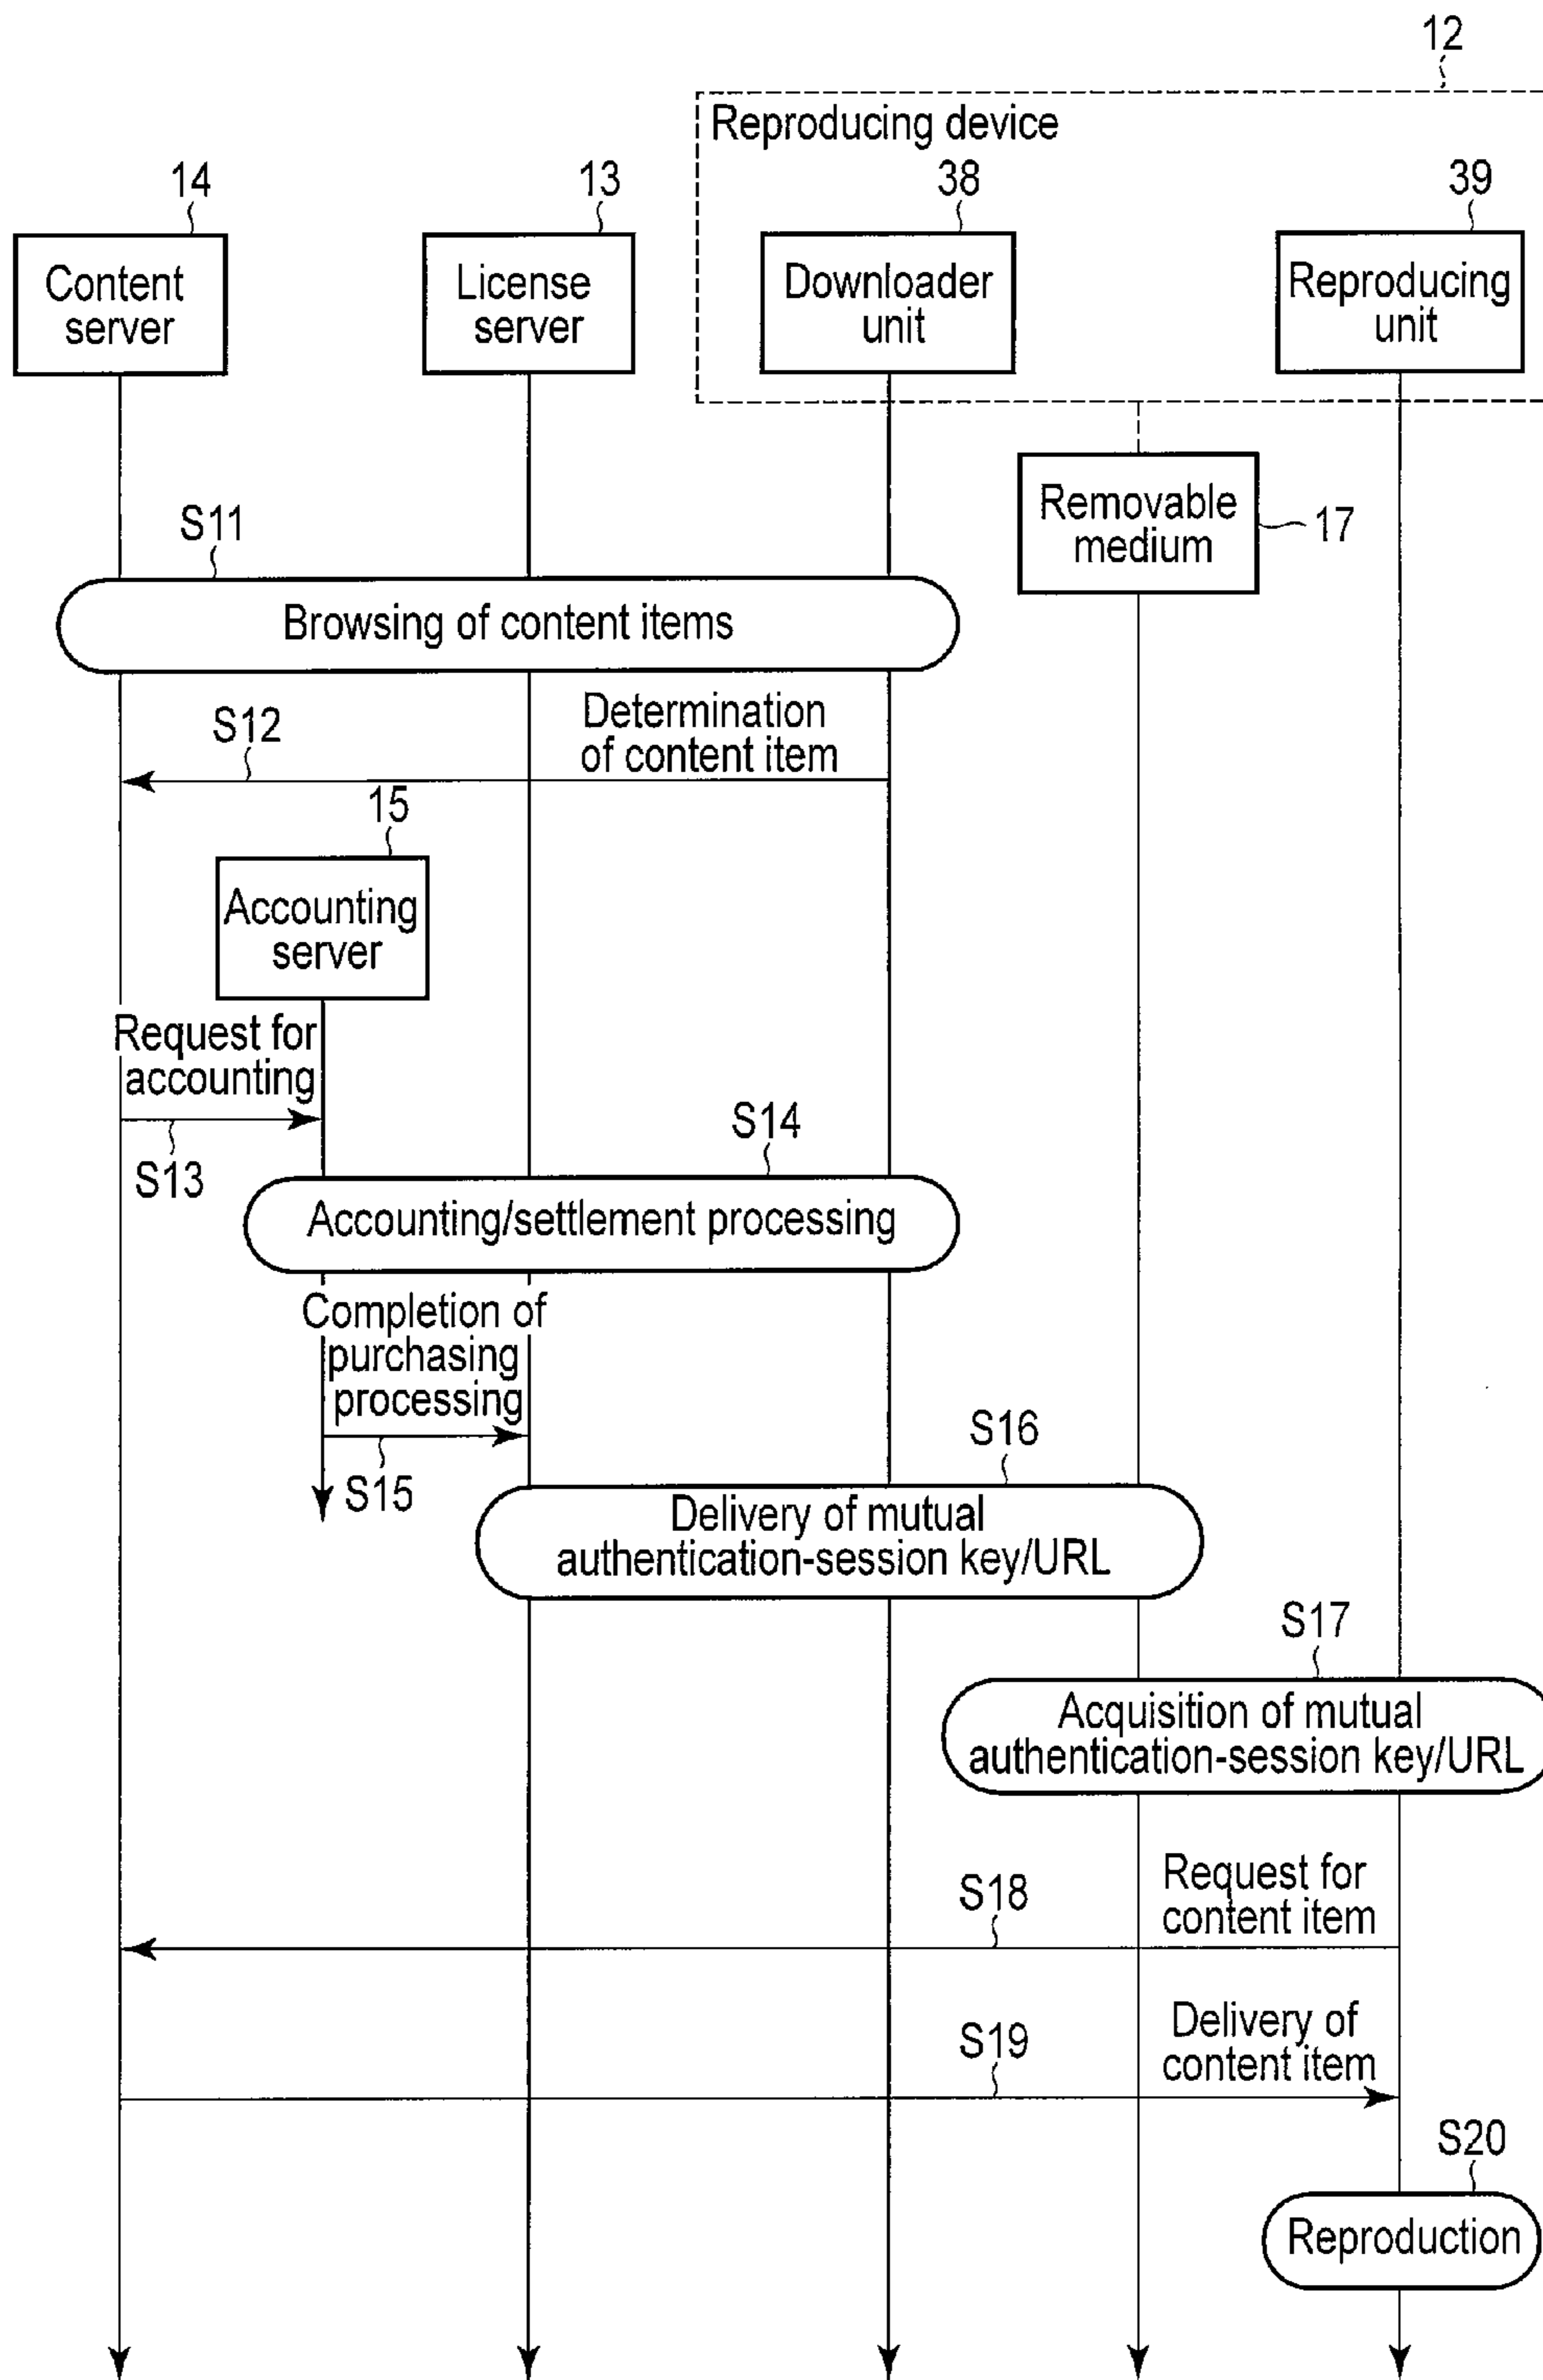 12
Reproducing device
14
13
38
39
Content
server
License
server
Downloader
unit
Reproducing
unit
Removable
medium
17
S11
Browsing of content items
S12
Determination
of content item
15
Accounting
server
Request for
accounting
S13
S14
Accounting/settlement processing
Completion of
purchasing
processing
S15
S16
Delivery of mutual
authentication-session key/URL
S17
Acquisition of mutual
authentication-session key/URL
S18
Request for
content item
S19
Delivery of
content item
S20
Reproduction